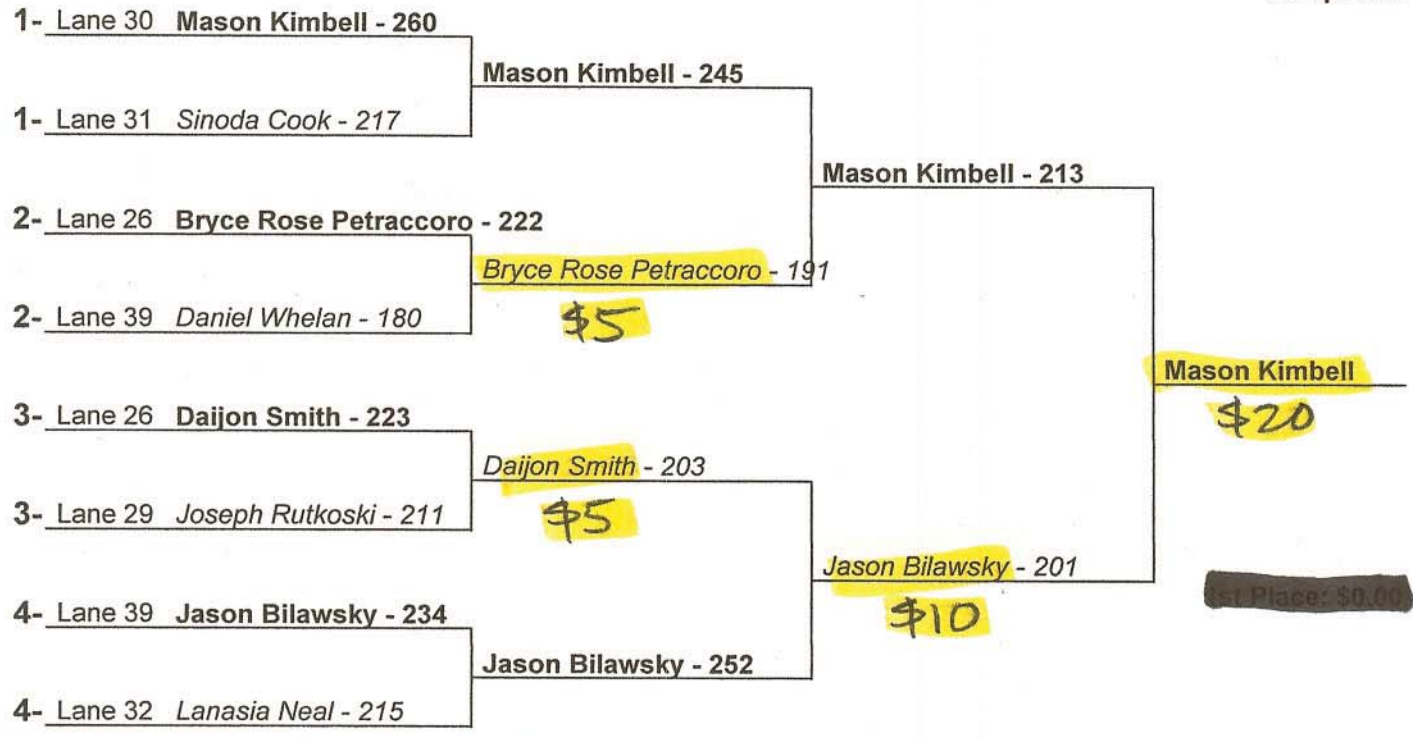 1- Lane 30 Mason Kimbell - 260
Mason Kimbell - 245
1- Lane 31 Sinoda Cook - 217
Mason Kimbell - 213
2- Lane 26 Bryce Rose Petraccoro - 222
Bryce Rose Petraccoro - 191
2- Lane 39 Daniel Whelan - 180
$5
Mason Kimbell
$20
3- Lane 26 Daijon Smith - 223
Daijon Smith - 203
3- Lane 29 Joseph Rutkoski - 211
$5
Jason Bilawsky - 201
$10
1st Place: $0.00
4- Lane 39 Jason Bilawsky - 234
Jason Bilawsky - 252
4- Lane 32 Lanasia Neal - 215